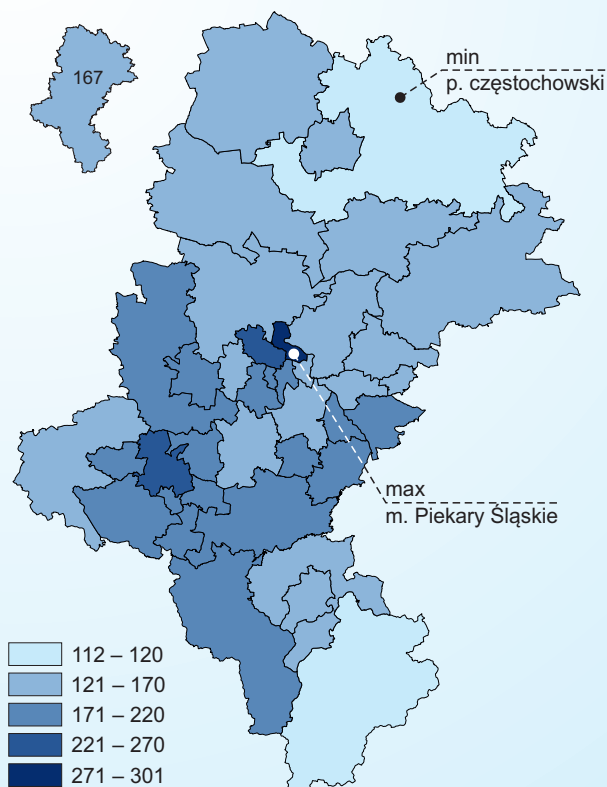 167
min
p. częstochowski
max
m. Piekary Śląskie
112 – 120
121 – 170
171 – 220
221 – 270
271 – 301